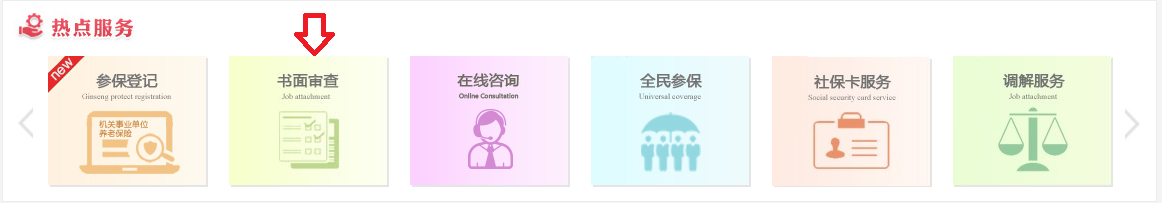 热点服务
new
参保登记
Ginseng protect registration
机关事业单位
养老保险
书面审查
Job attachment
在线咨询
Online Consultation
全民参保
Universal coverage
社保卡服务
Social security card service
调解服务
Job attachment